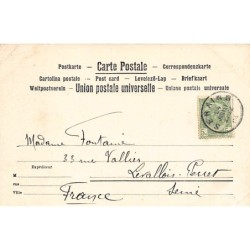 Postkarte – Carte Postale – Correspondenzkarte
Cartolina postale – Post card – Levelező-Lap – Briefkaart
Weltpostverein – Union postale universelle – Unione postale universale
Madame Fontaine
33 rue Vallier
Levallois-Perret
Seine
France
Expéditeur
M